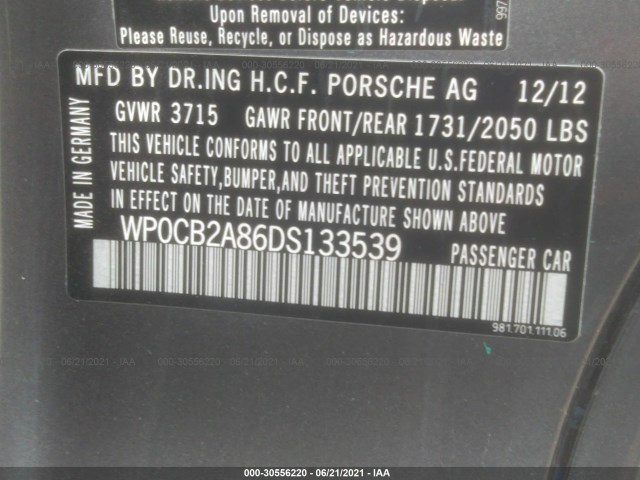 Upon Removal of Devices:
Please Reuse, Recycle, or Dispose as Hazardous Waste
997
MFD BY DR.ING H.C.F. PORSCHE AG 12/12
GVWR 3715 GAWR FRONT/REAR 1731/2050 LBS
THIS VEHICLE CONFORMS TO ALL APPLICABLE U.S.FEDERAL MOTOR
VEHICLE SAFETY,BUMPER,AND THEFT PREVENTION STANDARDS
IN EFFECT ON THE DATE OF MANUFACTURE SHOWN ABOVE
MADE IN GERMANY
WP0CB2A86DS133539 PASSENGER CAR
981.701.111.06
000-30556220 - 06/21/2021 - IAA